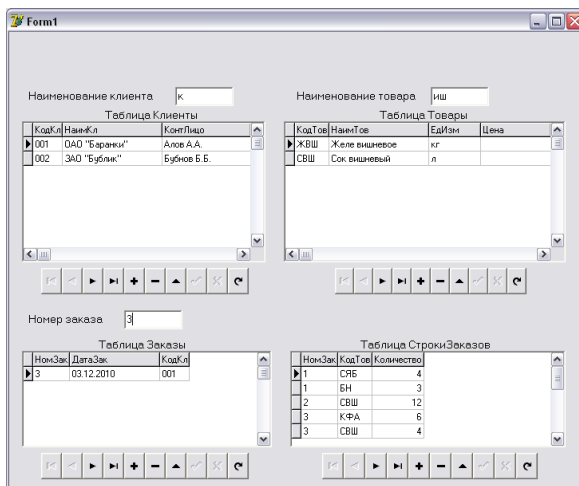 Form1
Наименование клиента к
Наименование товара иш
Таблица Клиенты
КодКл НаимКл КонтЛицо
001 ОАО "Баранки" Алов А.А.
002 ЗАО "Бублик" Бубнов Б.Б.
Таблица Товары
КодТов НаимТов ЕдИзм Цена
ЖВШ Желе вишневое кг
СВШ Сок вишневый л
Номер заказа 3
Таблица Заказы
НомЗак ДатаЗак КодКл
3 03.12.2010 001
Таблица СтрокиЗаказов
НомЗак КодТов Количество
1 СЯБ 4
1 БН 3
2 СВШ 12
3 КФА 6
3 СВШ 4